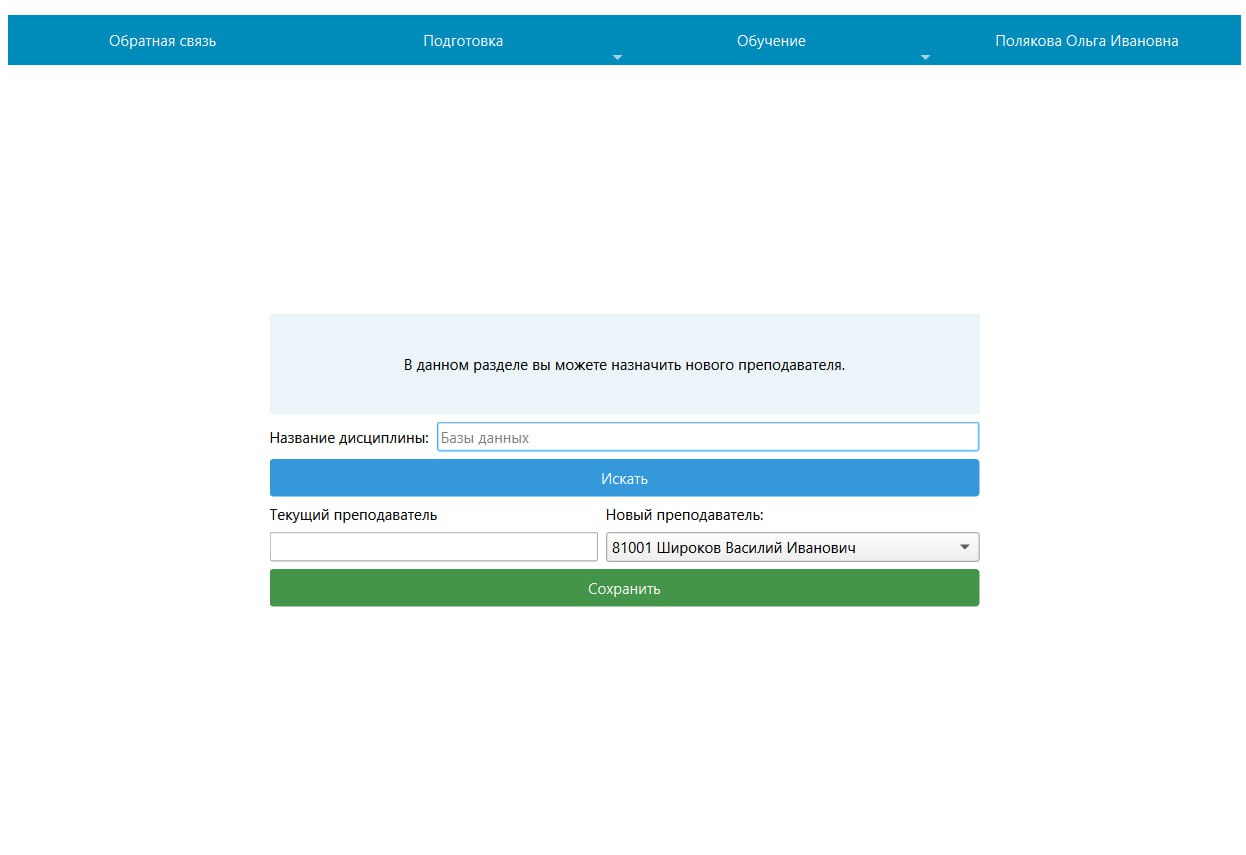 Обратная связь Подготовка Обучение Полякова Ольга Ивановна
В данном разделе вы можете назначить нового преподавателя.
Название дисциплины: Базы данных
Искать
Текущий преподаватель Новый преподаватель:
81001 Широков Василий Иванович
Сохранить